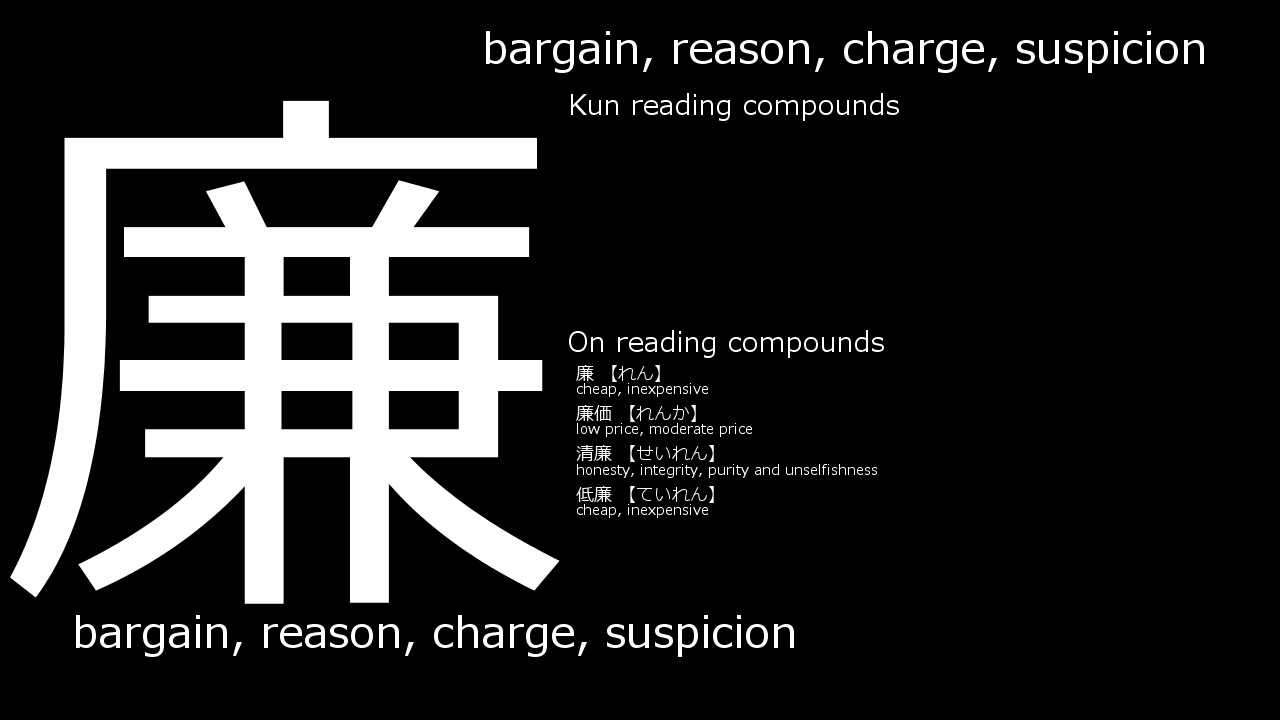 bargain, reason, charge, suspicion
Kun reading compounds
廉
On reading compounds
廉 【れん】
cheap, inexpensive
廉価 【れんか】
low price, moderate price
清廉 【せいれん】
honesty, integrity, purity and unselfishness
低廉 【ていれん】
cheap, inexpensive
bargain, reason, charge, suspicion